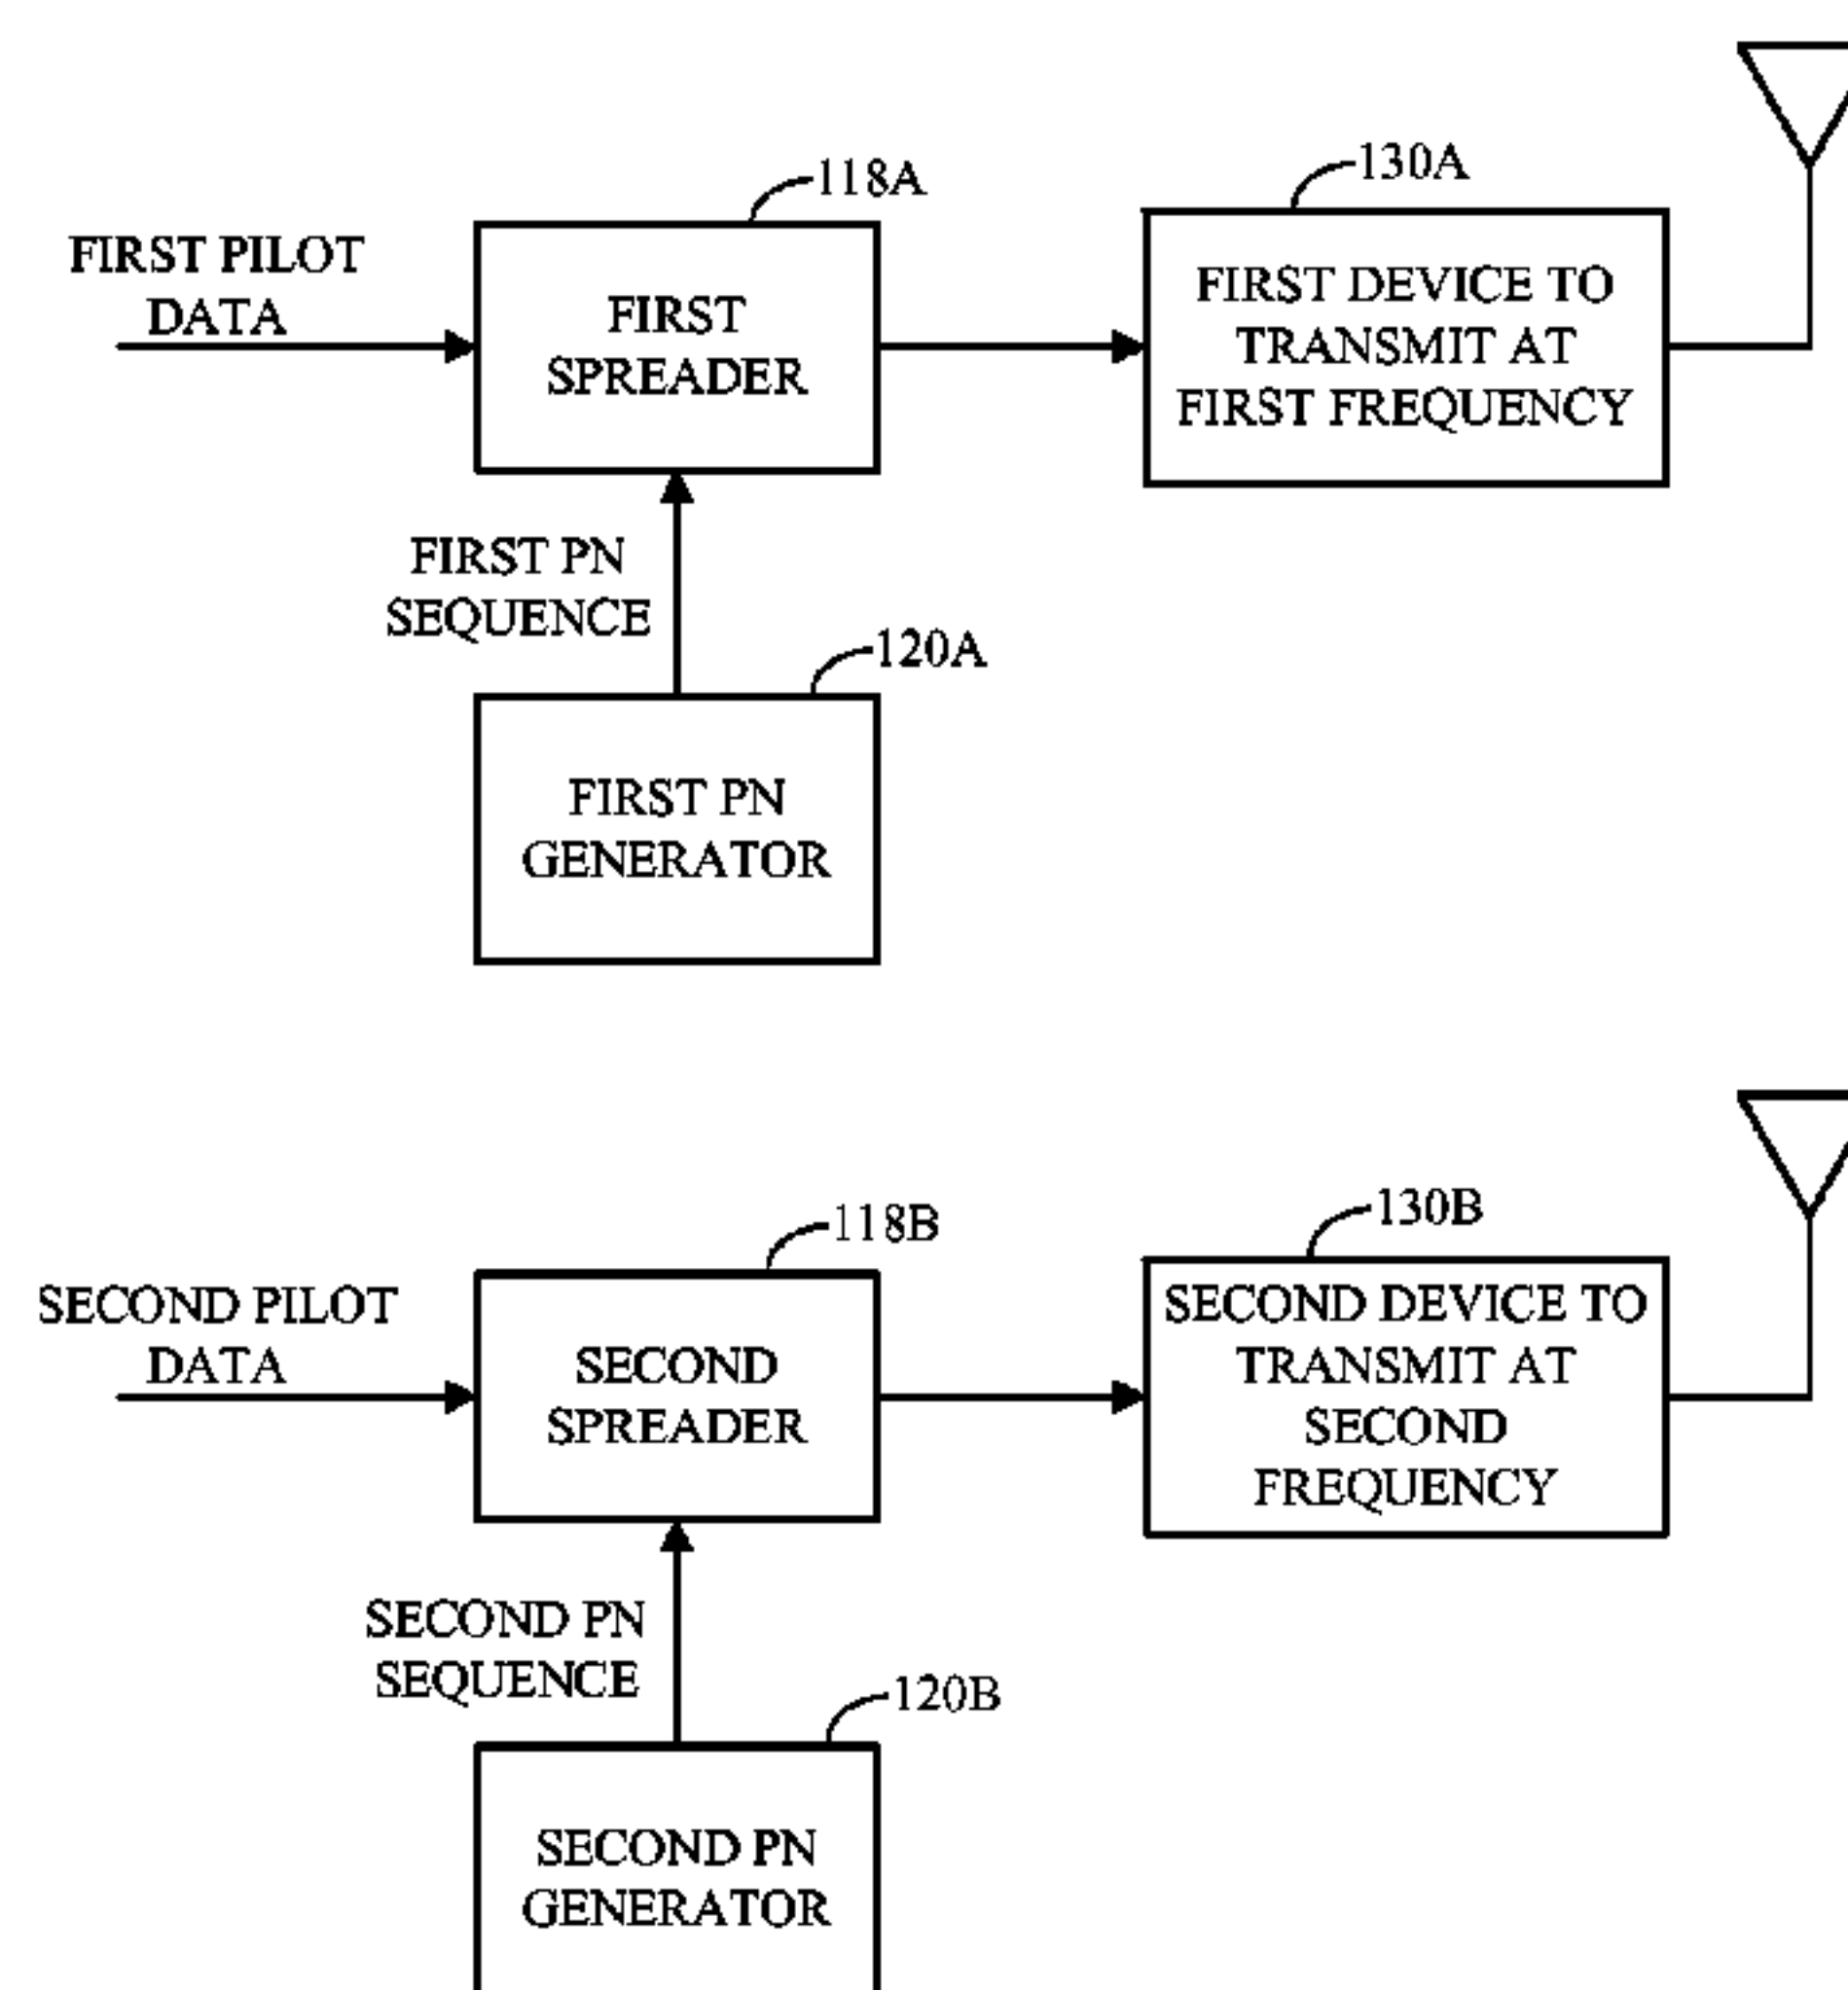 118A
130A
FIRST PILOT
DATA
FIRST
SPREADER
FIRST DEVICE TO
TRANSMIT AT
FIRST FREQUENCY
FIRST PN
SEQUENCE
120A
FIRST PN
GENERATOR
118B
130B
SECOND PILOT
DATA
SECOND
SPREADER
SECOND DEVICE TO
TRANSMIT AT
SECOND
FREQUENCY
SECOND PN
SEQUENCE
120B
SECOND PN
GENERATOR